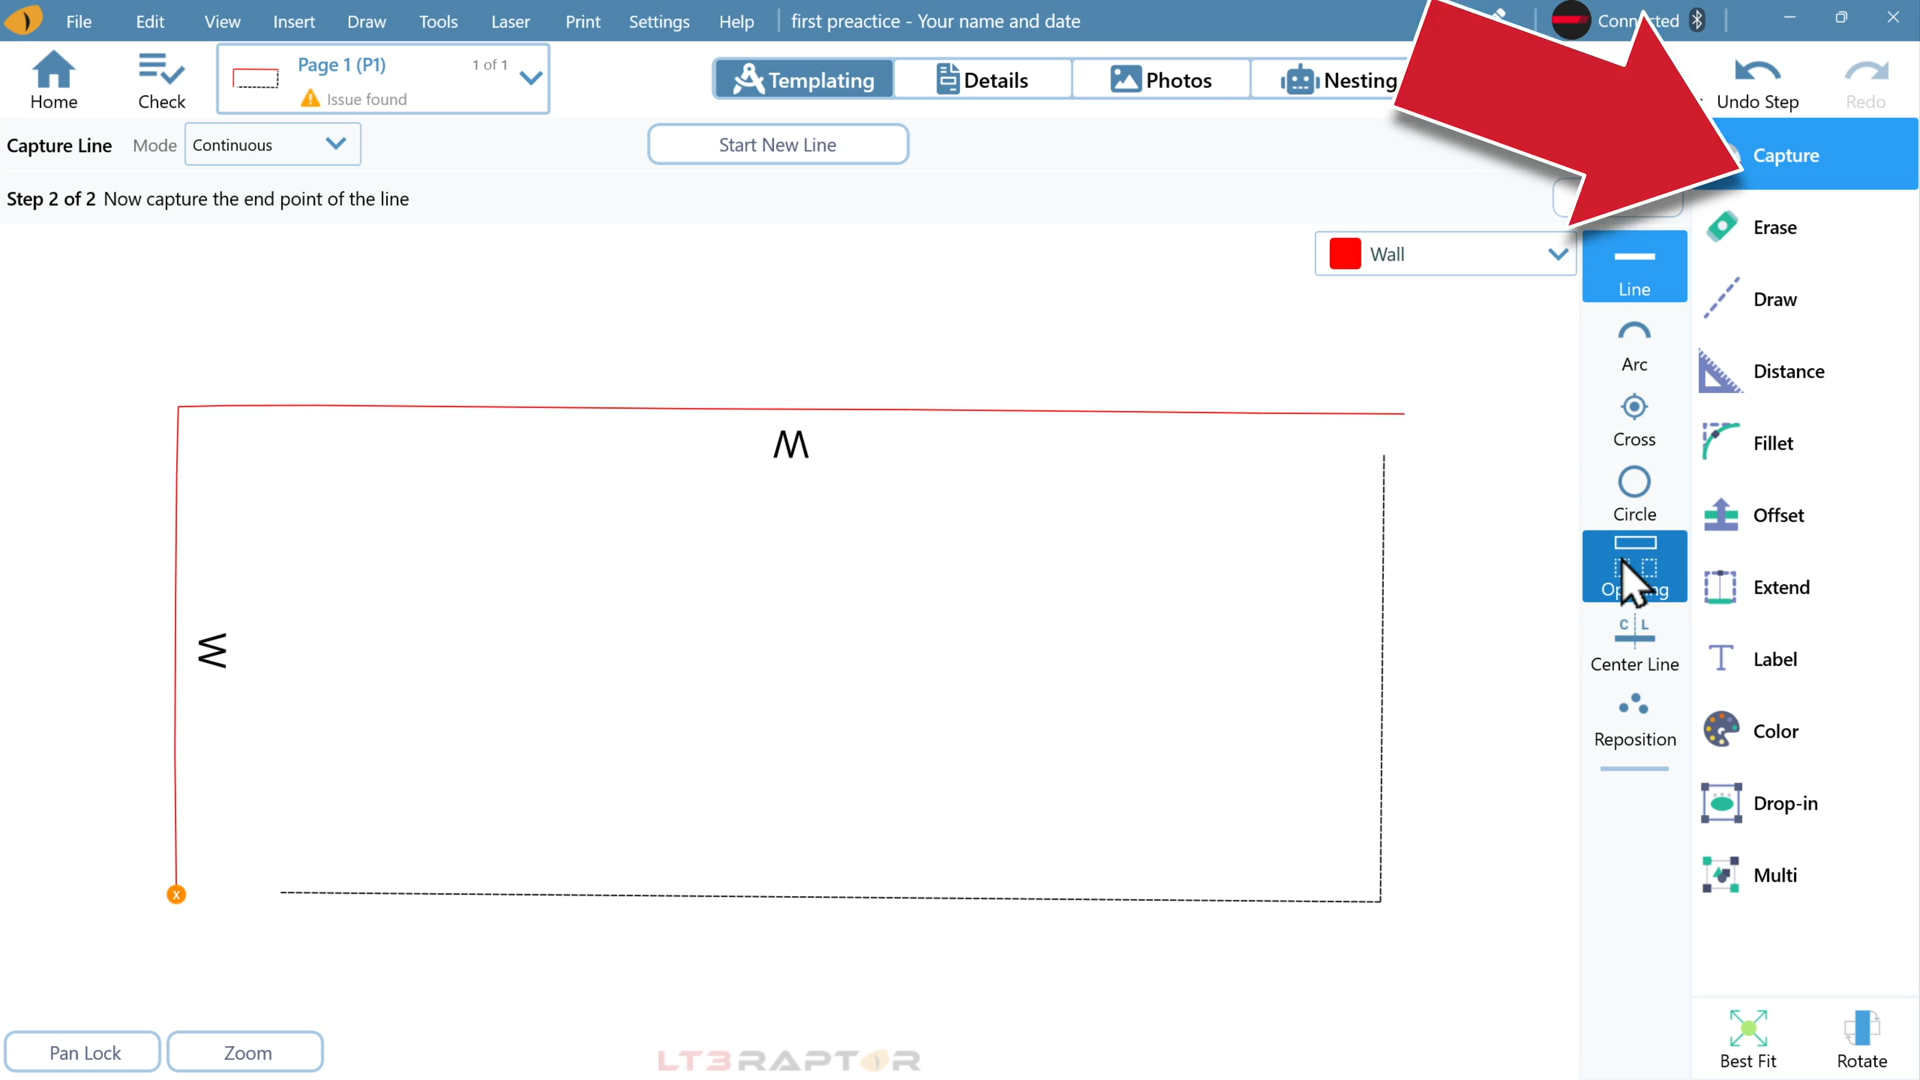 File Edit View Insert Draw Tools Laser Print Settings Help first preactice - Your name and date Connected
Home
Check
Page 1 (P1) 1 of 1
Issue found
Templating Details Photos Nesting
Undo Step
Redo
Capture Line Mode Continuous
Start New Line
Capture
Step 2 of 2 Now capture the end point of the line
Erase
Wall
Line
Draw
Arc
Distance
W
Cross
Fillet
Circle
Offset
Opening
Extend
C L
W
Center Line
Label
Reposition
Color
Drop-in
X
Multi
Pan Lock Zoom
LT3RAPTOR
Best Fit
Rotate